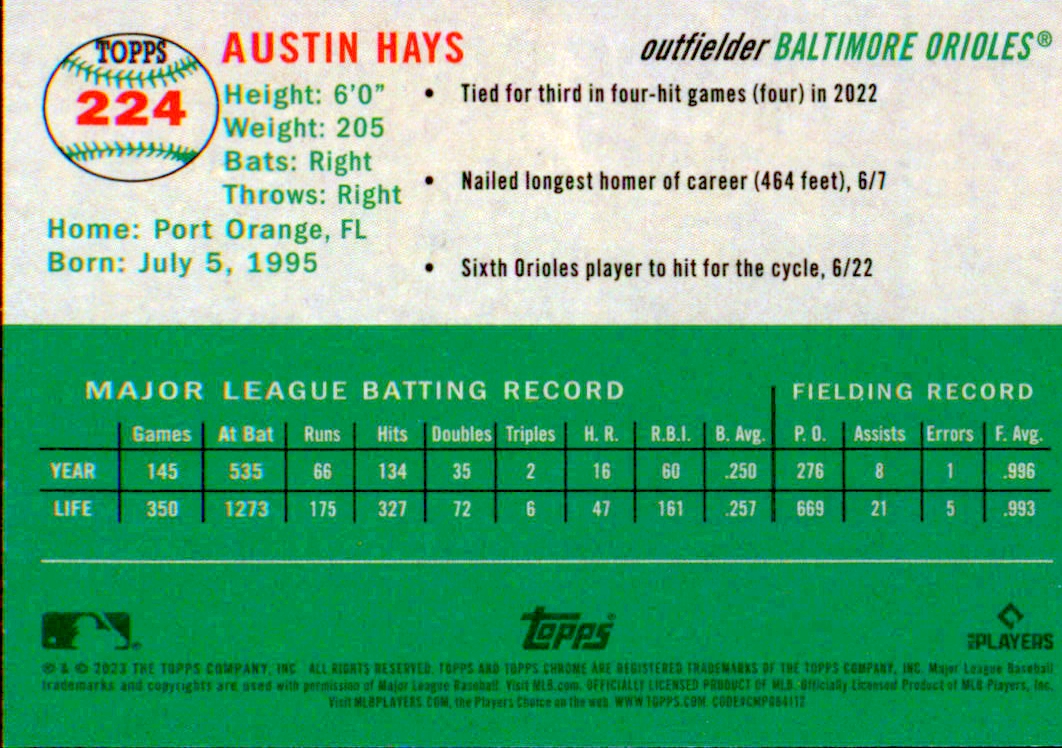 TOPPS
224
AUSTIN HAYS
outfielder BALTIMORE ORIOLES®
Height: 6'0"
Weight: 205
Bats: Right
Throws: Right
Home: Port Orange, FL
Born: July 5, 1995
• Tied for third in four-hit games (four) in 2022
• Nailed longest homer of career (464 feet), 6/7
• Sixth Orioles player to hit for the cycle, 6/22
MAJOR LEAGUE BATTING RECORD FIELDING RECORD
Games At Bat Runs Hits Doubles Triples H. R. R.B.I. B. Avg. P. O. Assists Errors F. Avg.
YEAR 145 535 66 134 35 2 16 60 .250 276 8 1 .996
LIFE 350 1273 175 327 72 6 47 161 .257 669 21 5 .993
Topps
MLB PLAYERS
® & © 2023 THE TOPPS COMPANY, INC. ALL RIGHTS RESERVED. TOPPS AND TOPPS CHROME ARE REGISTERED TRADEMARKS OF THE TOPPS COMPANY, INC. Major League Baseball
trademarks and copyrights are used with permission of Major League Baseball. Visit MLB.com. OFFICIALLY LICENSED PRODUCT OF MLB. Officially Licensed Product of MLB Players, Inc.
Visit MLBPLAYERS.COM, the Players Choice on the web. WWW.TOPPS.COM. CODE#CMP084112